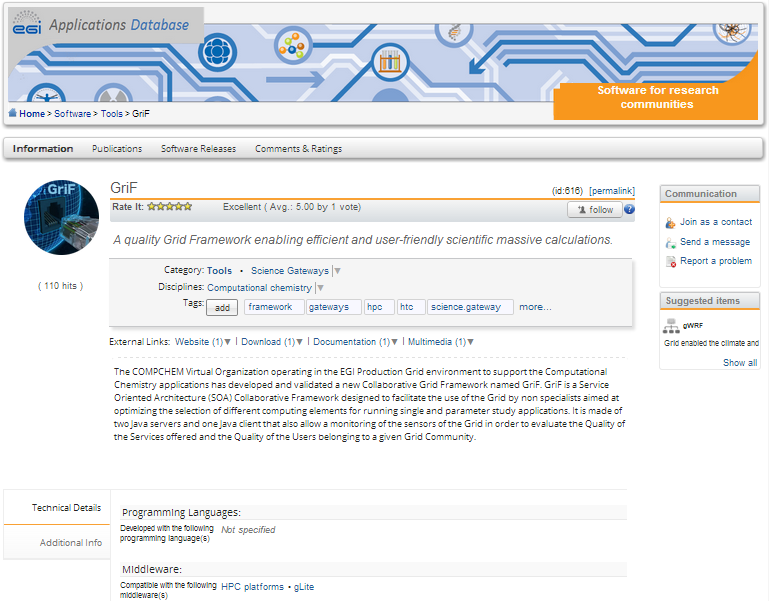 egi Applications Database
Software for research
communities
Home > Software > Tools > GriF
Information Publications Software Releases Comments & Ratings
GriF
GriF
(id:616) [permalink]
Rate It: Excellent ( Avg.: 5.00 by 1 vote)
follow ?
A quality Grid Framework enabling efficient and user-friendly scientific massive calculations.
( 110 hits )
Category: Tools • Science Gateways
Disciplines: Computational chemistry
Tags: add framework gateways hpc htc science.gateway more...
External Links: Website (1) | Download (1) | Documentation (1) | Multimedia (1)
The COMPCHEM Virtual Organization operating in the EGI Production Grid environment to support the Computational
Chemistry applications has developed and validated a new Collaborative Grid Framework named GriF. GriF is a Service
Oriented Architecture (SOA) Collaborative Framework designed to facilitate the use of the Grid by non specialists aimed at
optimizing the selection of different computing elements for running single and parameter study applications. It is made of
two Java servers and one Java client that also allow a monitoring of the sensors of the Grid in order to evaluate the Quality of
the Services offered and the Quality of the Users belonging to a given Grid Community.
Communication
Join as a contact
Send a message
Report a problem
Suggested items
gWRF
Grid enabled the climate and
Show all
Technical Details
Additional Info
Programming Languages:
Developed with the following
programming language(s)
Not specified
Middleware:
Compatible with the following
middleware(s)
HPC platforms • gLite